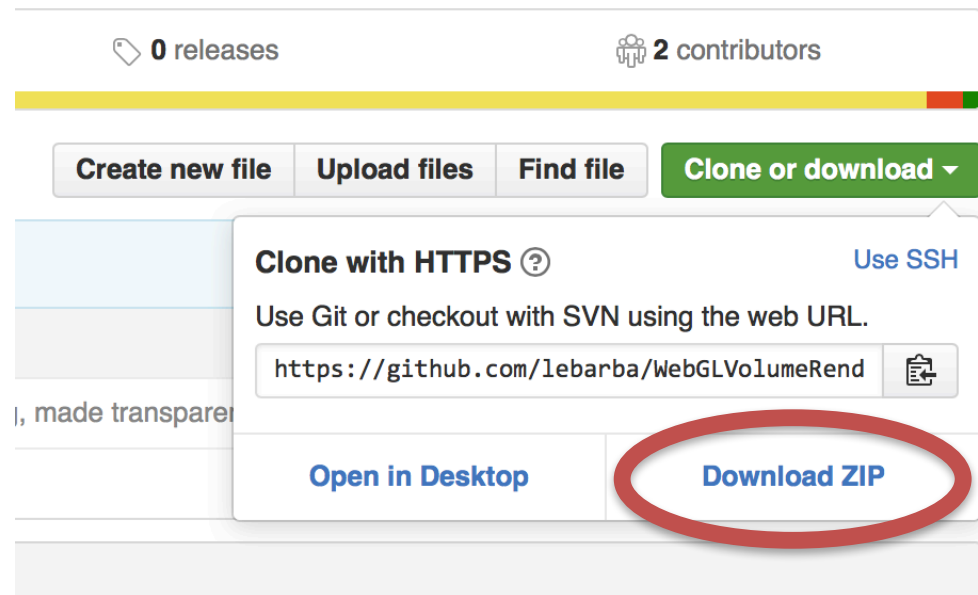 0 releases
2 contributors
Create new file
Upload files
Find file
Clone or download
Clone with HTTPS ?
Use SSH
Use Git or checkout with SVN using the web URL.
https://github.com/lebarba/WebGLVolumeRend
, made transparen
Open in Desktop
Download ZIP